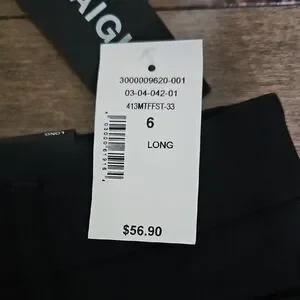 AIG
3000009620-001
03-04-042-01
413MTFFST-33
6
LONG
$56.90
LONG